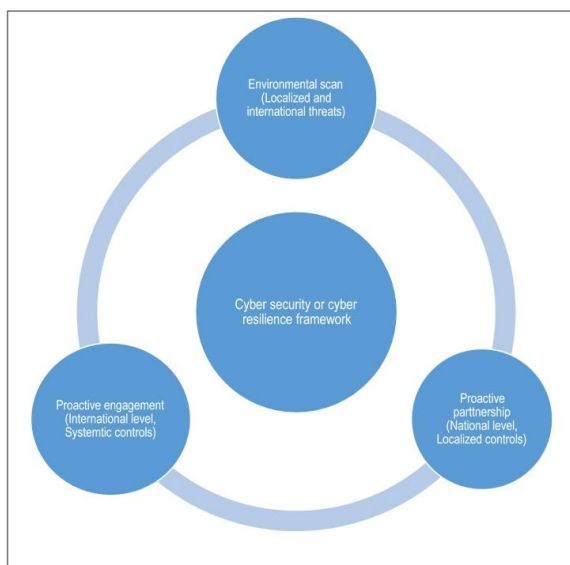 Environmental scan
(Localized and
international threats)
Cyber security or cyber
resilience framework
Proactive engagement
(International level,
Systemtic controls)
Proactive
parttnership
(National level,
Localized controls)